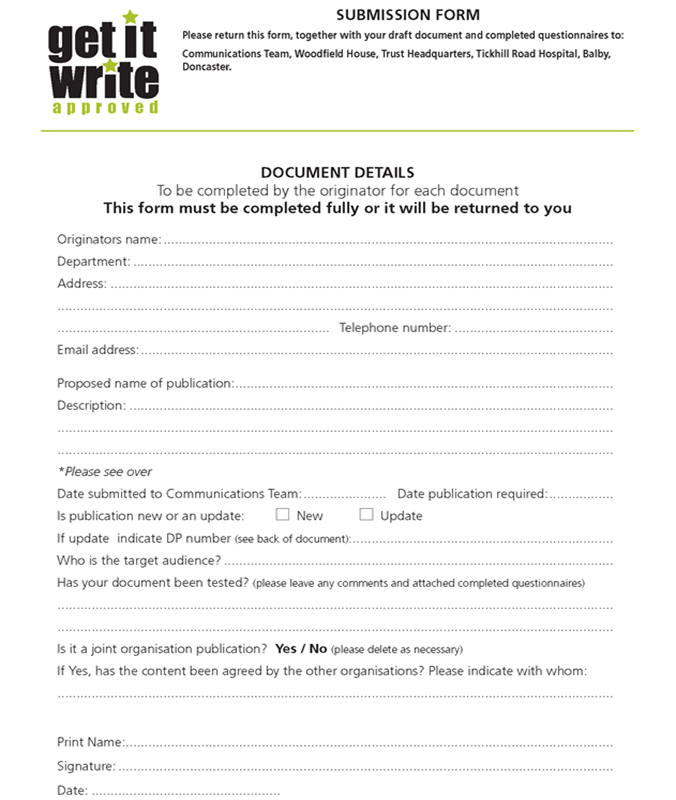 get it
write
approved
SUBMISSION FORM
Please return this form, together with your draft document and completed questionnaires to:
Communications Team, Woodfield House, Trust Headquarters, Tickhill Road Hospital, Balby,
Doncaster.
DOCUMENT DETAILS
To be completed by the originator for each document
This form must be completed fully or it will be returned to you
Originators name:
Department:
Address:
Telephone number:
Email address:
Proposed name of publication:
Description:
*Please see over
Date submitted to Communications Team: Date publication required:
Is publication new or an update: New Update
If update indicate DP number (see back of document):
Who is the target audience?
Has your document been tested? (please leave any comments and attached completed questionnaires)
Is it a joint organisation publication? Yes / No (please delete as necessary)
If Yes, has the content been agreed by the other organisations? Please indicate with whom:
Print Name:
Signature:
Date: